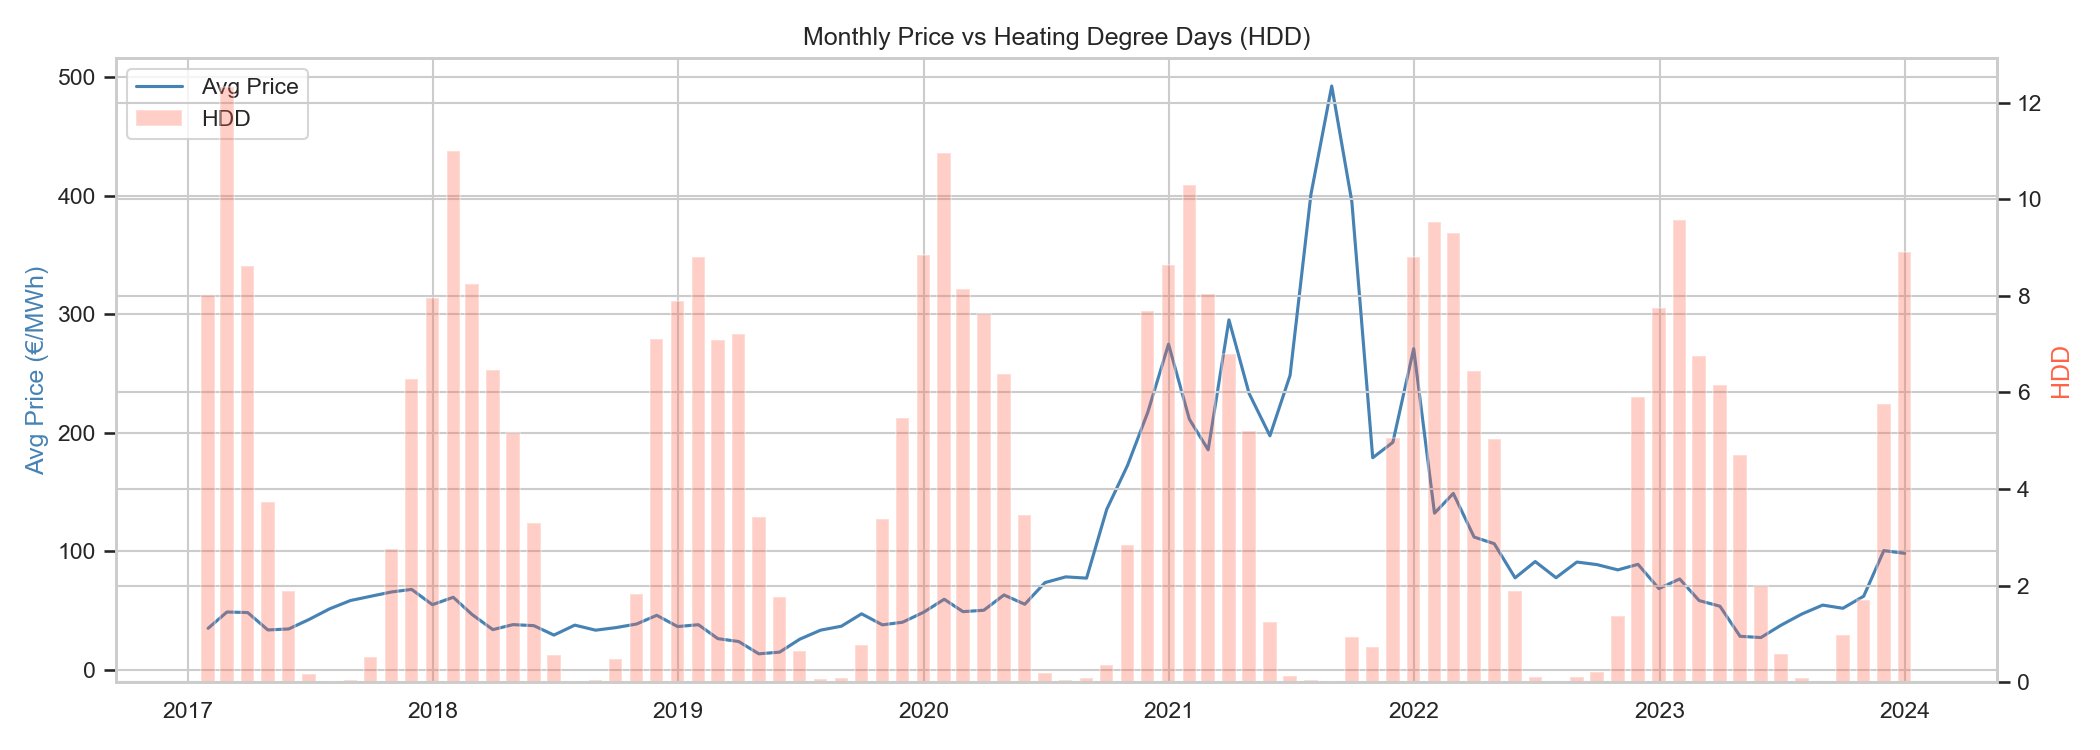 Monthly Price vs Heating Degree Days (HDD)
Avg Price
HDD
Avg Price (€/MWh)
500
400
300
200
100
0
12
10
8
6
4
2
0
HDD
2017 2018 2019 2020 2021 2022 2023 2024